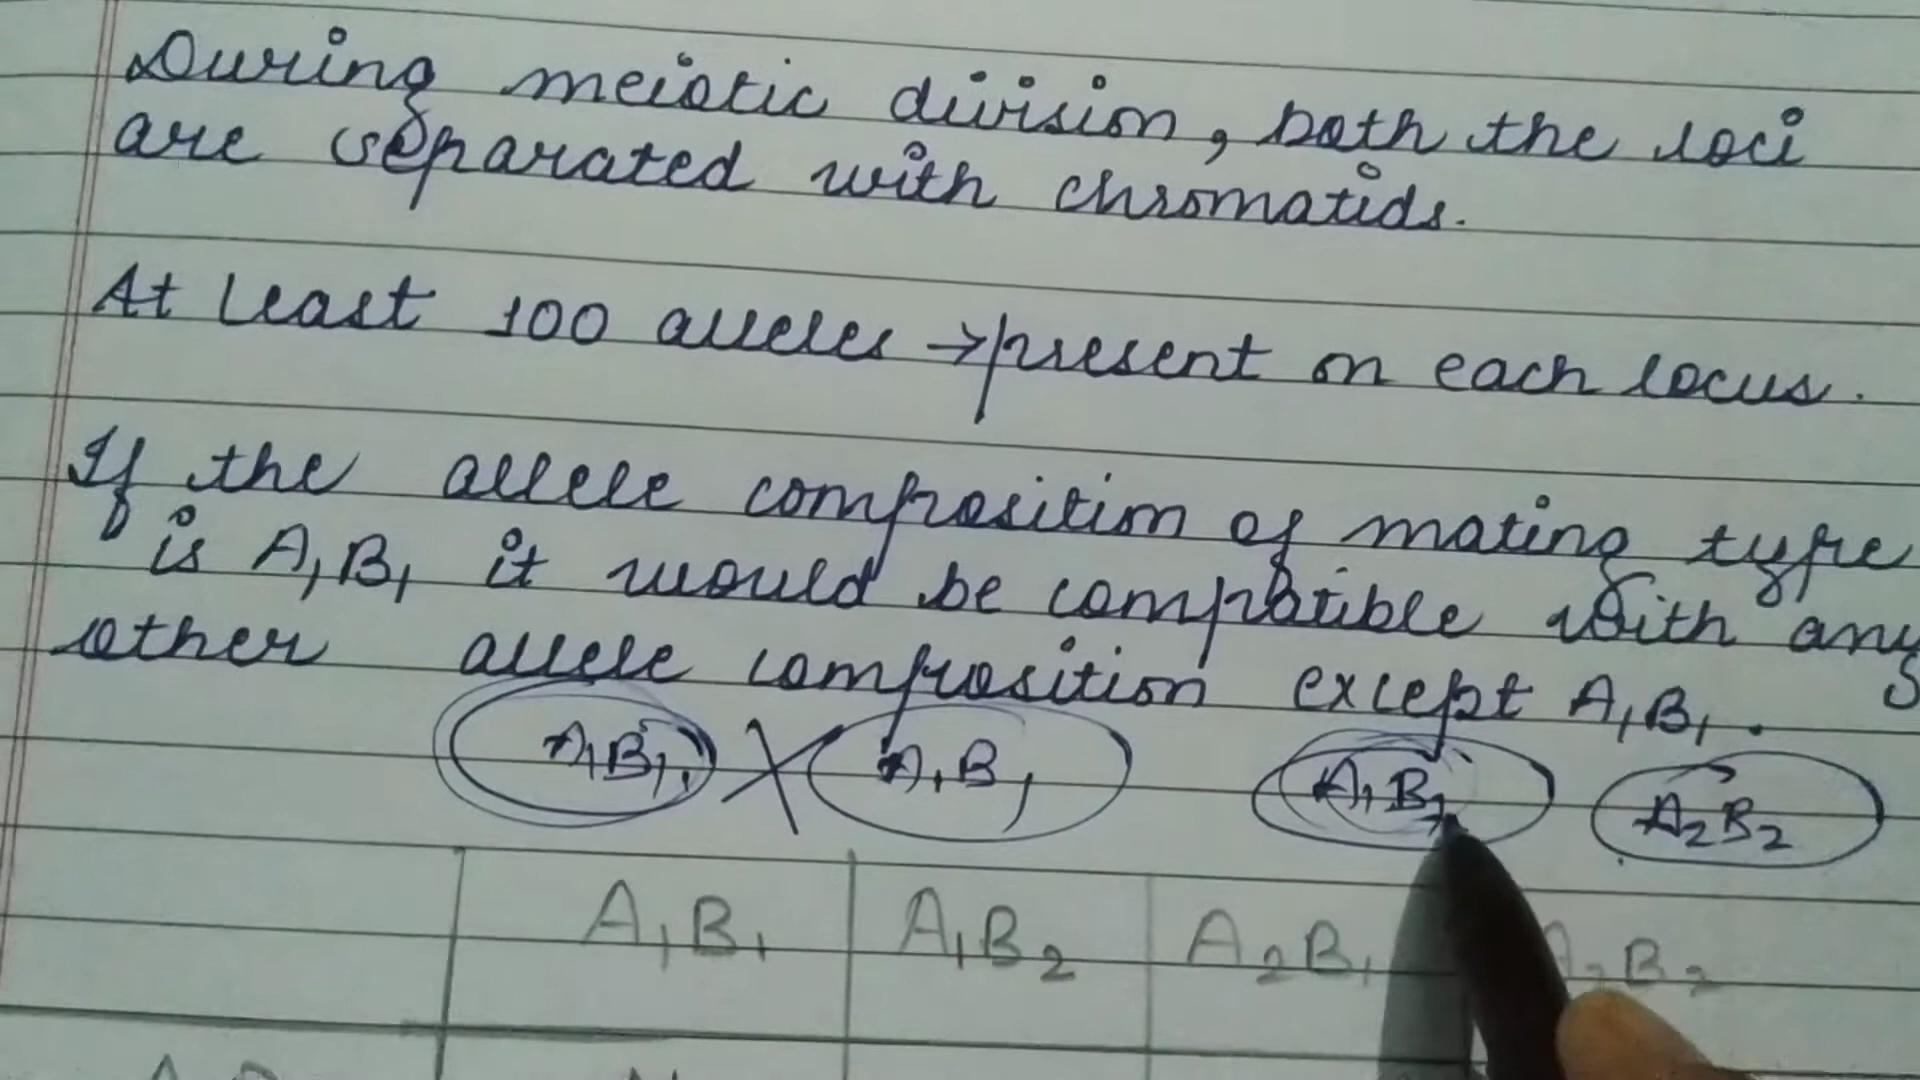 During meiotic division, both the loci
are separated with chromatids.
At least 100 alleles → present on each locus.
If the allele composition of mating type
is A1B1 it would be compatible with any
other allele composition except A1B1.
A1B1 X A1B1 A1B1 A2B2
A1B1 A1B2 A2B1 A2B2